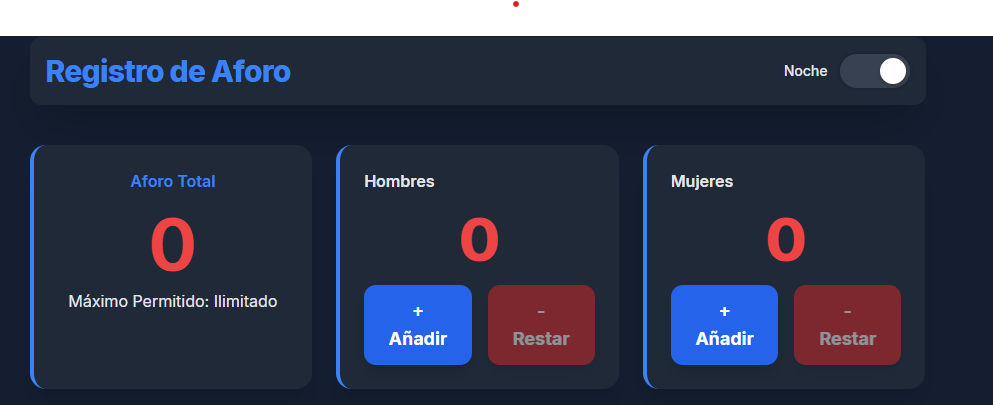 Registro de Aforo
Noche
Aforo Total
0
Máximo Permitido: Ilimitado
Hombres
0
+
Añadir
−
Restar
Mujeres
0
+
Añadir
−
Restar